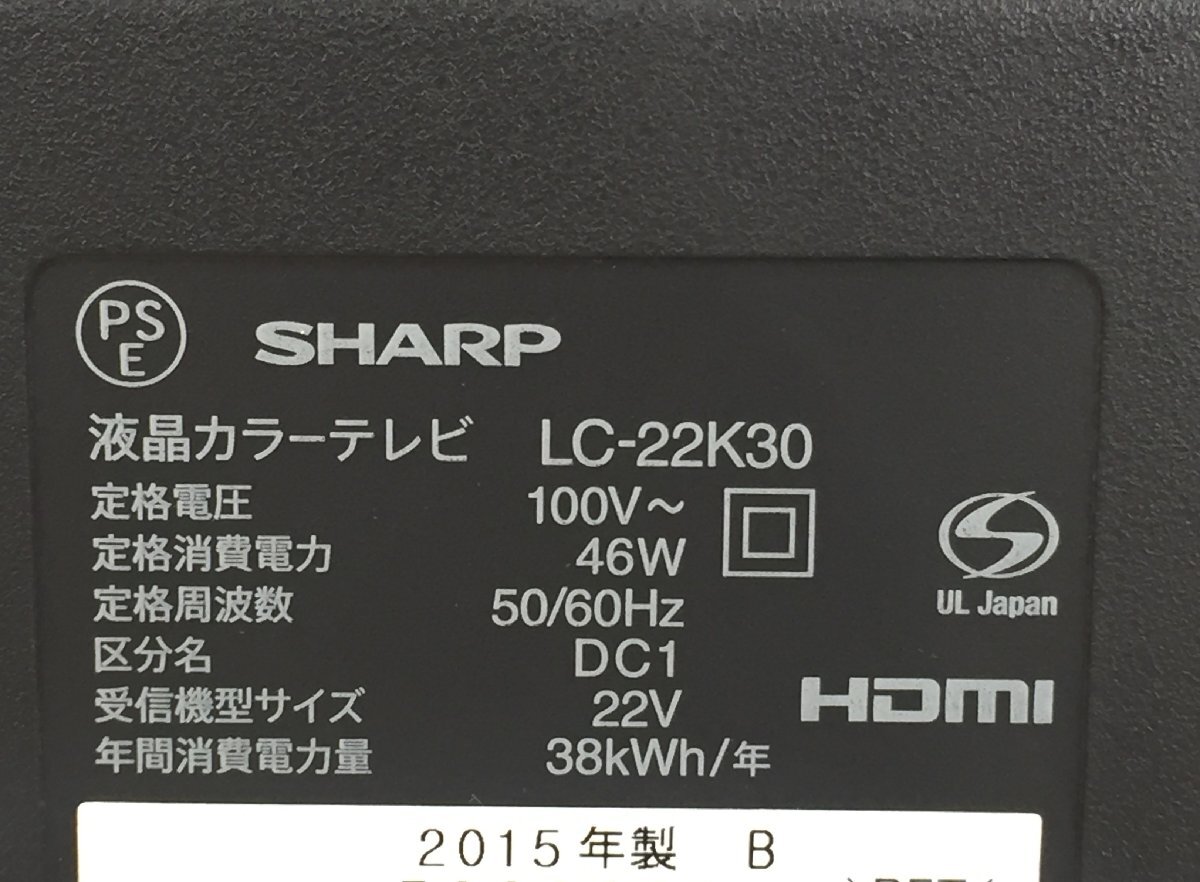 PSE SHARP
液晶カラーテレビ LC-22K30
定格電圧 100V～
定格消費電力 46W
定格周波数 50/60Hz
UL Japan
区分名 DC1
受信機型サイズ 22V
HDMI
年間消費電力量 38kWh/年
2015年製 B